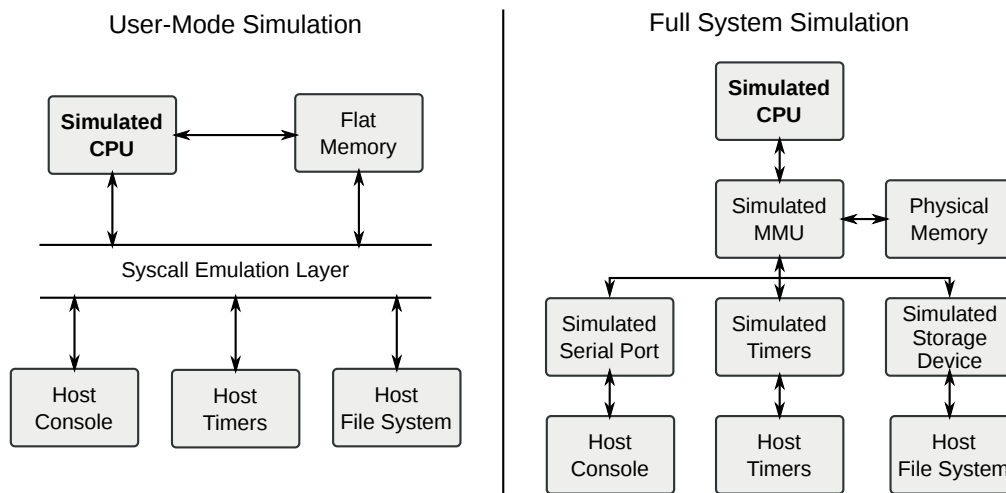 User-Mode Simulation
Simulated
CPU
Flat
Memory
Syscall Emulation Layer
Host
Console
Host
Timers
Host
File System
Full System Simulation
Simulated
CPU
Simulated
MMU
Physical
Memory
Simulated
Serial Port
Simulated
Timers
Simulated
Storage
Device
Host
Console
Host
Timers
Host
File System